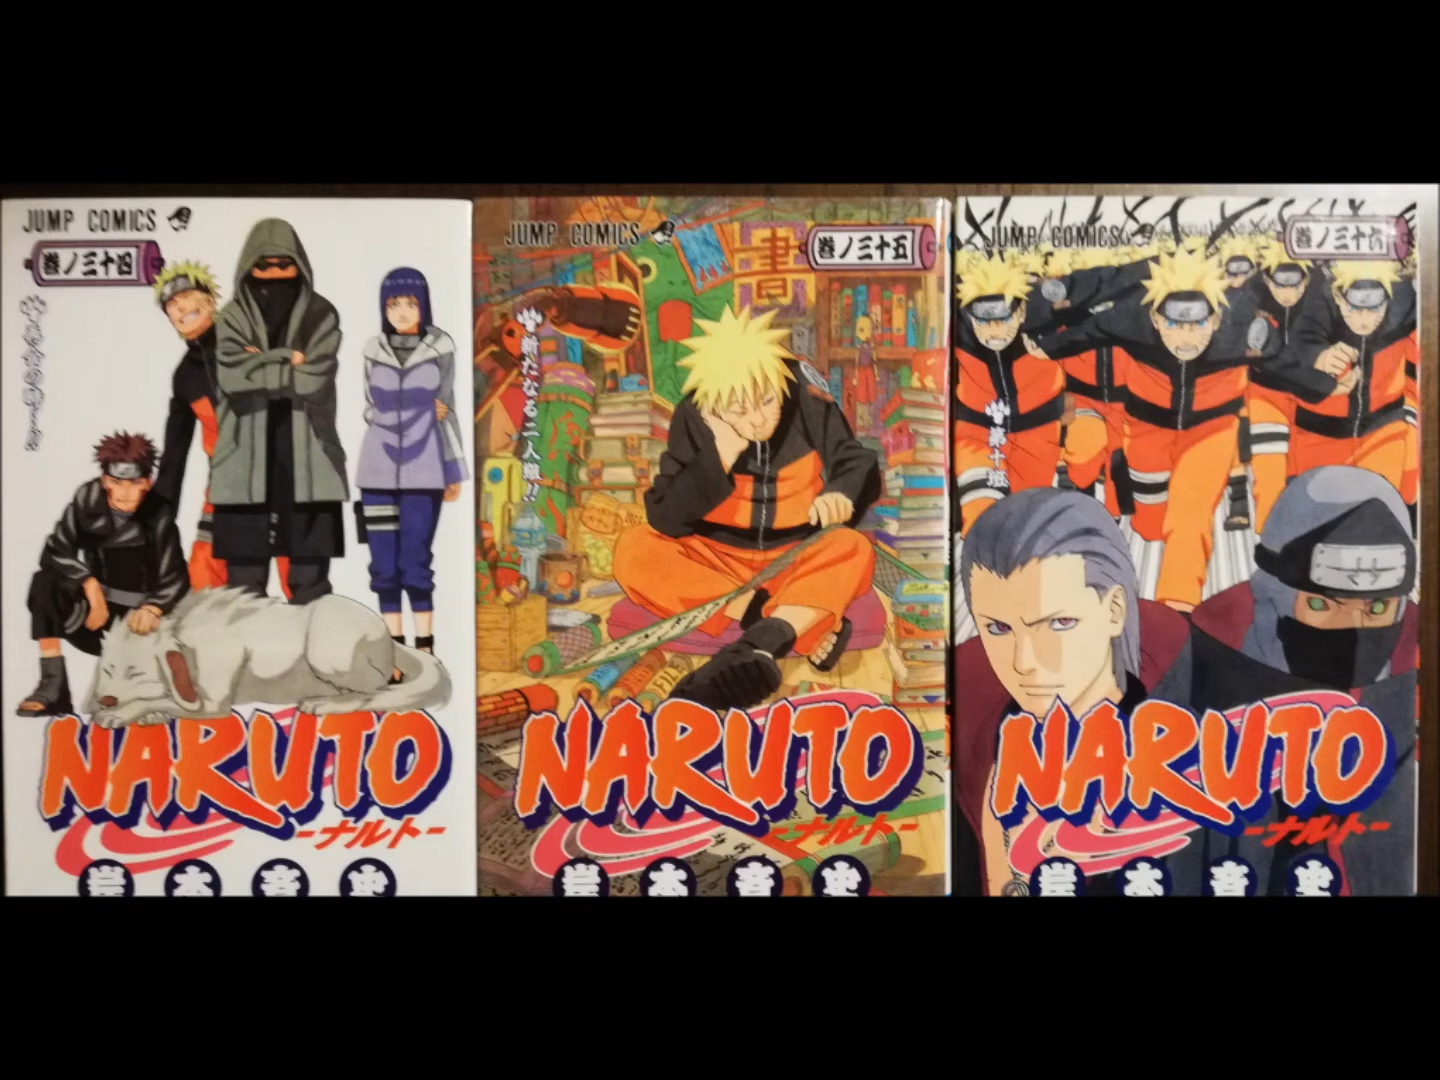 JUMP COMICS
巻ノ三十四
NARUTO
-ナルト-
岸本斉史
JUMP COMICS
巻ノ三十五
書
新たなる二人組!!
FILE
NARUTO
-ナルト-
岸本斉史
JUMP COMICS
巻ノ三十六
第十班
NARUTO
-ナルト-
岸本斉史